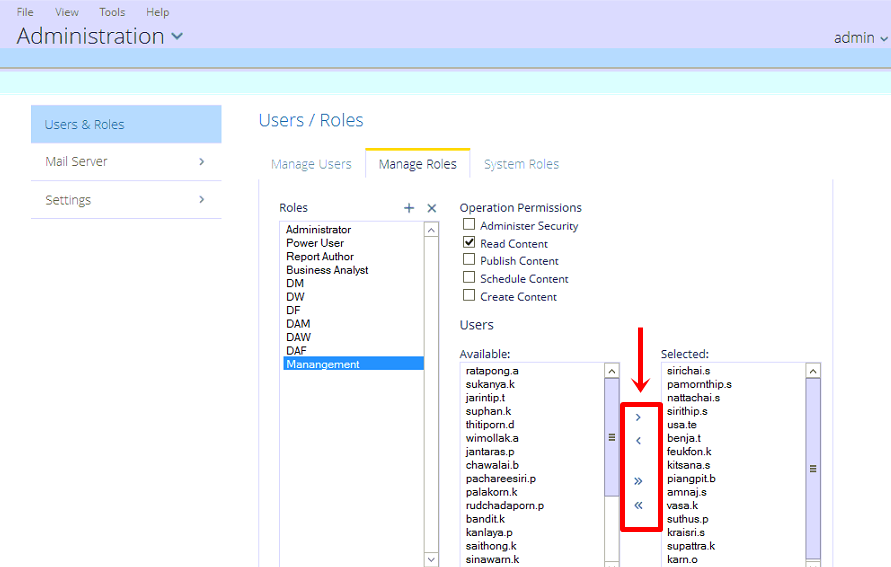 File View Tools Help
Administration
admin
Users & Roles
Mail Server
Settings
Users / Roles
Manage Users Manage Roles System Roles
Roles
Administrator
Power User
Report Author
Business Analyst
DM
DW
DF
DAM
DAW
DAF
Manangement
Operation Permissions
Administer Security
Read Content
Publish Content
Schedule Content
Create Content
Users
Available:
ratapong.a
sukanya.k
jarintip.t
suphan.k
thitiporn.d
wimollak.a
jantaras.p
chawalai.b
pachareesiri.p
palakorn.k
rudchadaporn.p
bandit.k
kanlaya.p
saithong.k
sinawarn.k
Selected:
sirichai.s
pamornthip.s
nattachai.s
sirithip.s
usa.te
benja.t
feukfon.k
kitsana.s
piangpit.b
amnaj.s
vasa.k
suthus.p
kraisri.s
supattra.k
karn.o